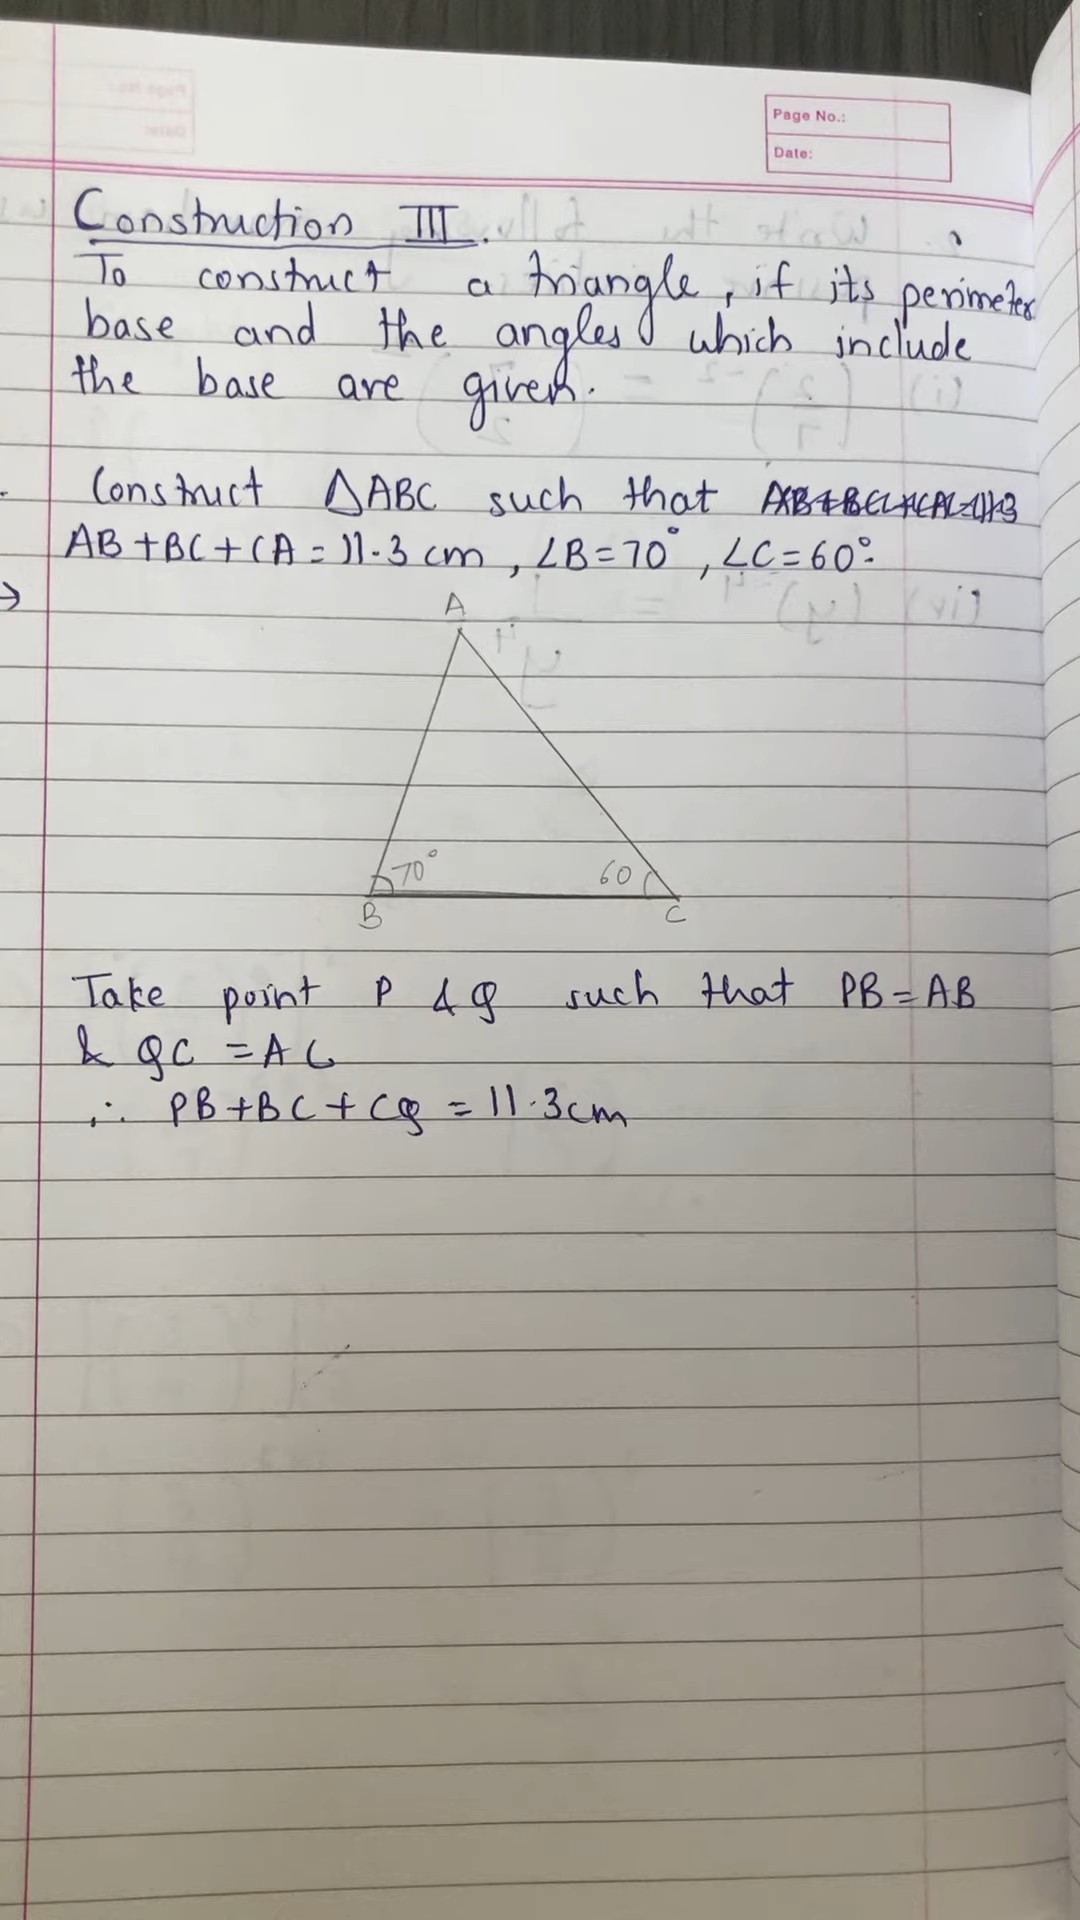 Page No.:
Date:
Construction III.
To construct a triangle, if its perimeter
base and the angles which include
the base are given.
Construct △ABC such that
AB+BC+CA=11.3 cm, ∠B=70°, ∠C=60°.
→
A
70° 60
B C
Take point P & Q such that PB=AB
& QC =AC
∴ PB+BC+CQ = 11.3cm